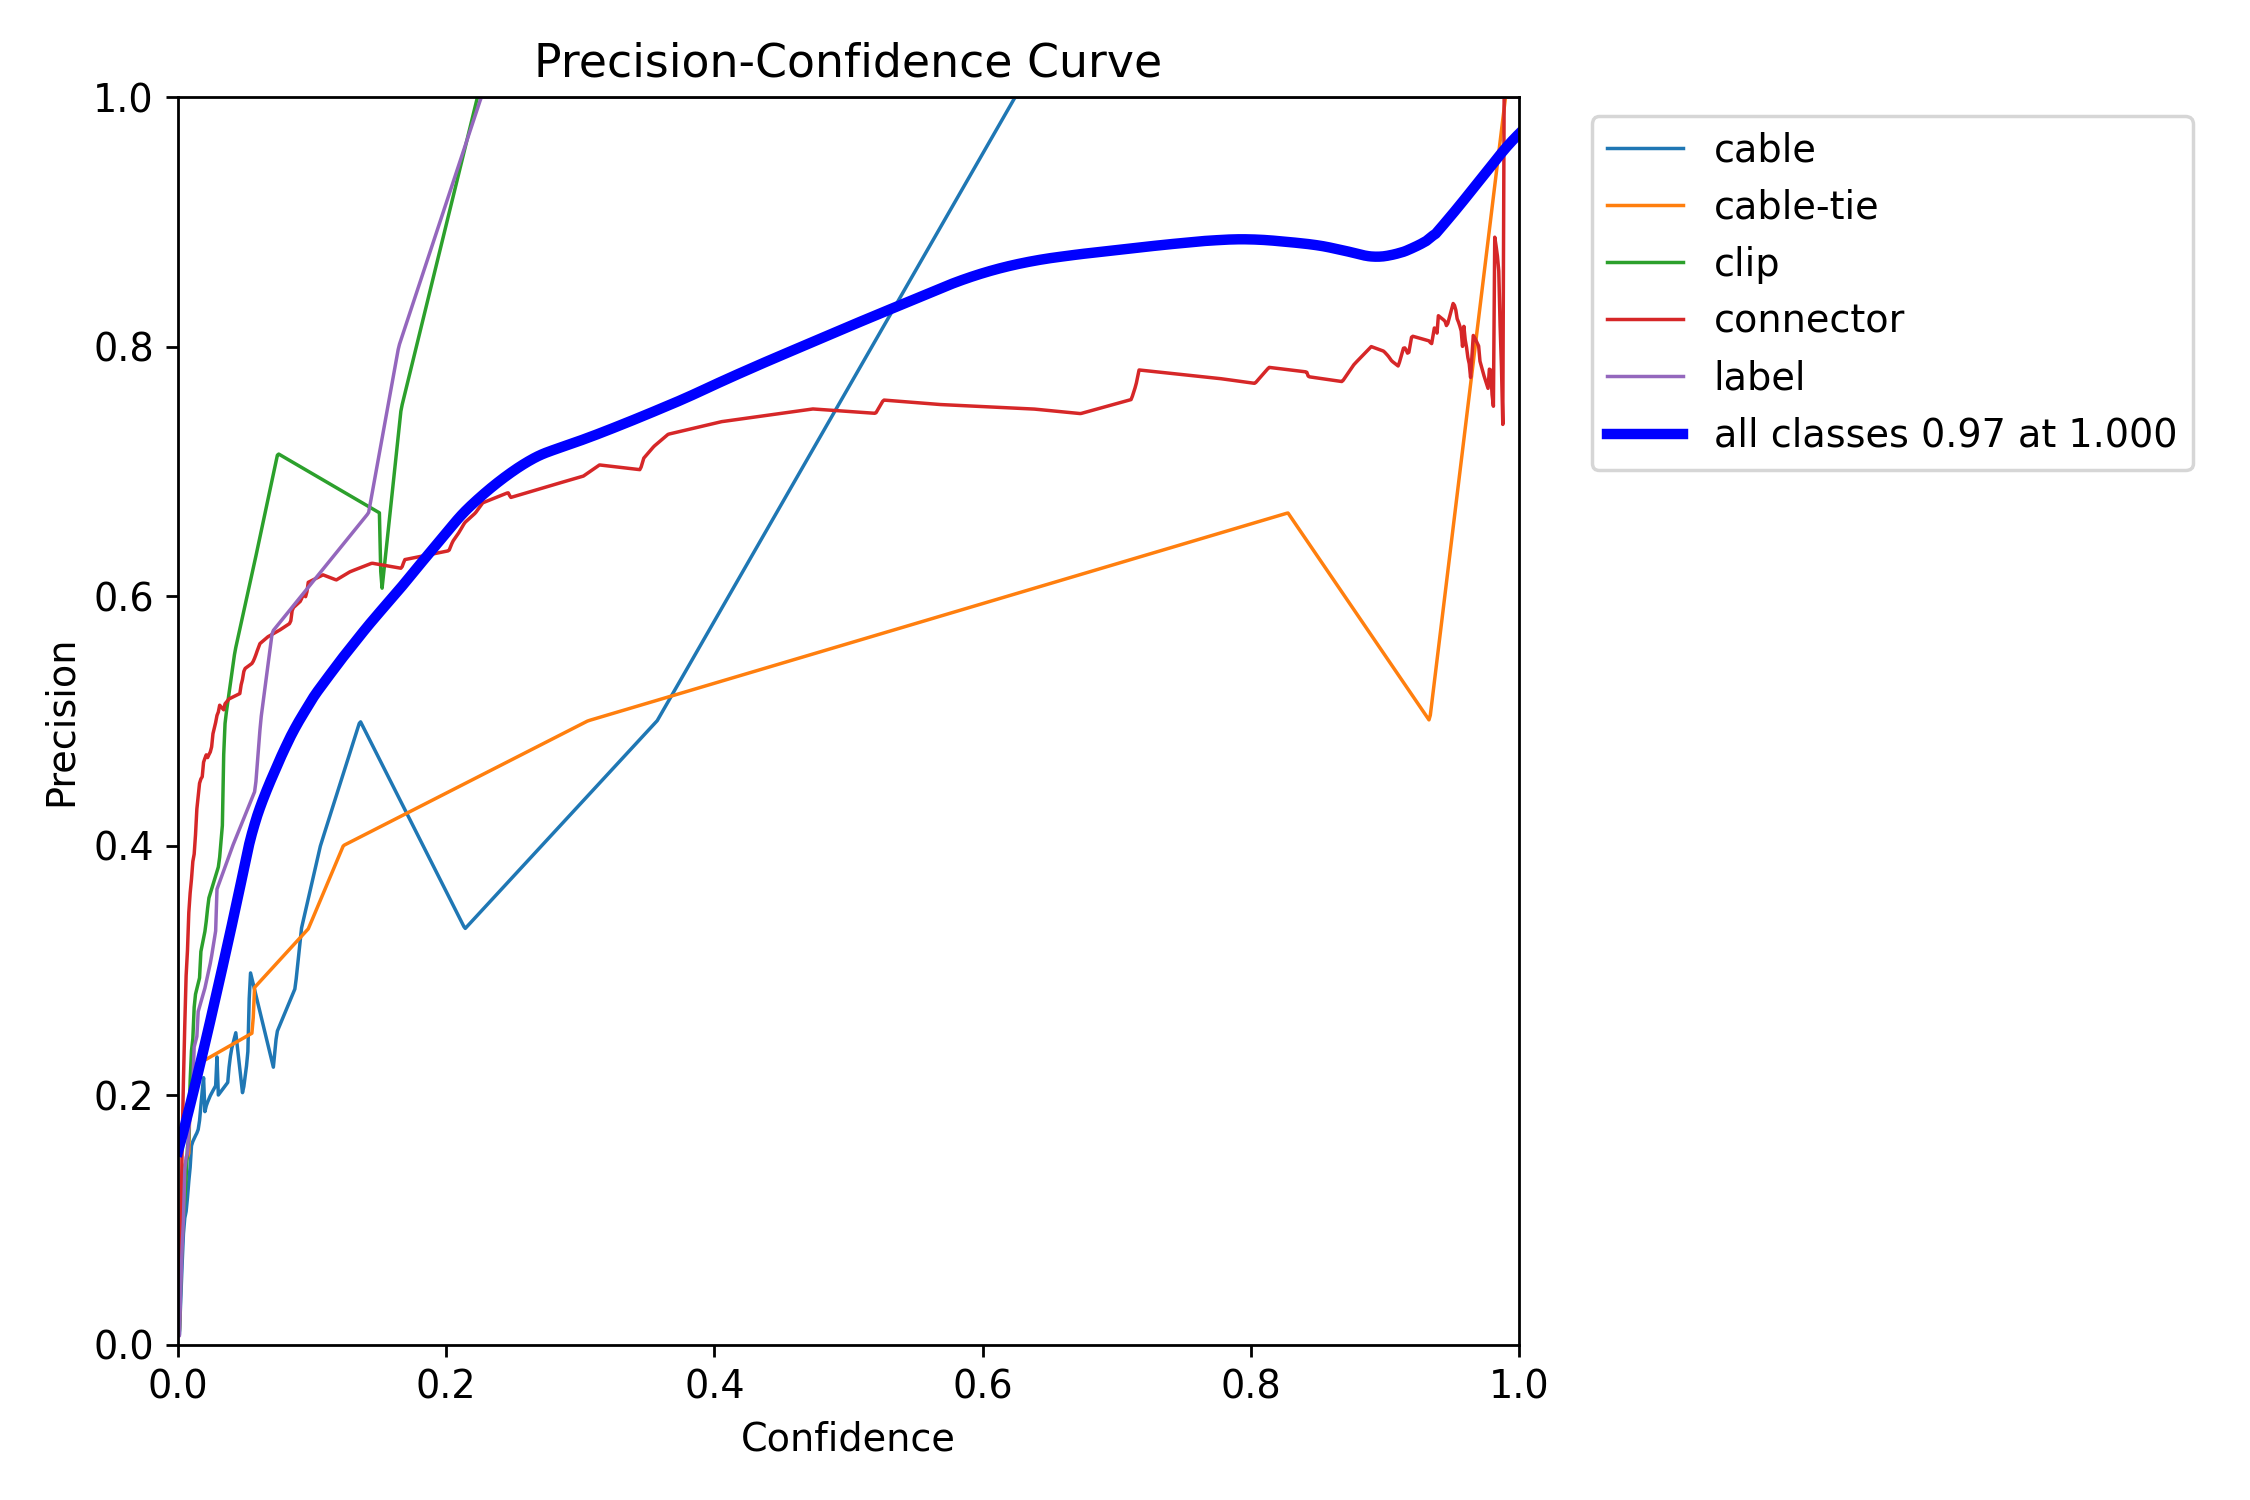 Precision-Confidence Curve
1.0
0.8
0.6
0.4
0.2
0.0
Precision
0.0 0.2 0.4 0.6 0.8 1.0
Confidence
cable
cable-tie
clip
connector
label
all classes 0.97 at 1.000